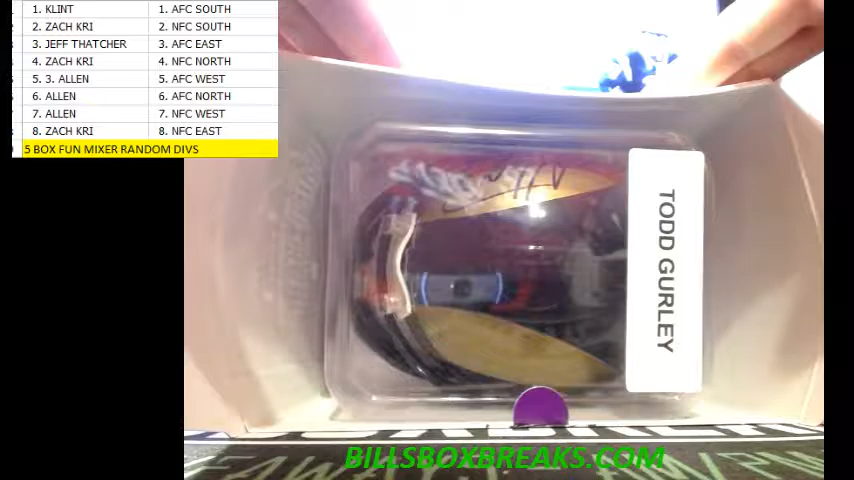 1. KLINT 1. AFC SOUTH
2. ZACH KRI 2. NFC SOUTH
3. JEFF THATCHER 3. AFC EAST
4. ZACH KRI 4. NFC NORTH
5. 3. ALLEN 5. AFC WEST
6. ALLEN 6. AFC NORTH
7. ALLEN 7. NFC WEST
8. ZACH KRI 8. NFC EAST
5 BOX FUN MIXER RANDOM DIVS
TODD GURLEY
BILLSBOXBREAKS.COM